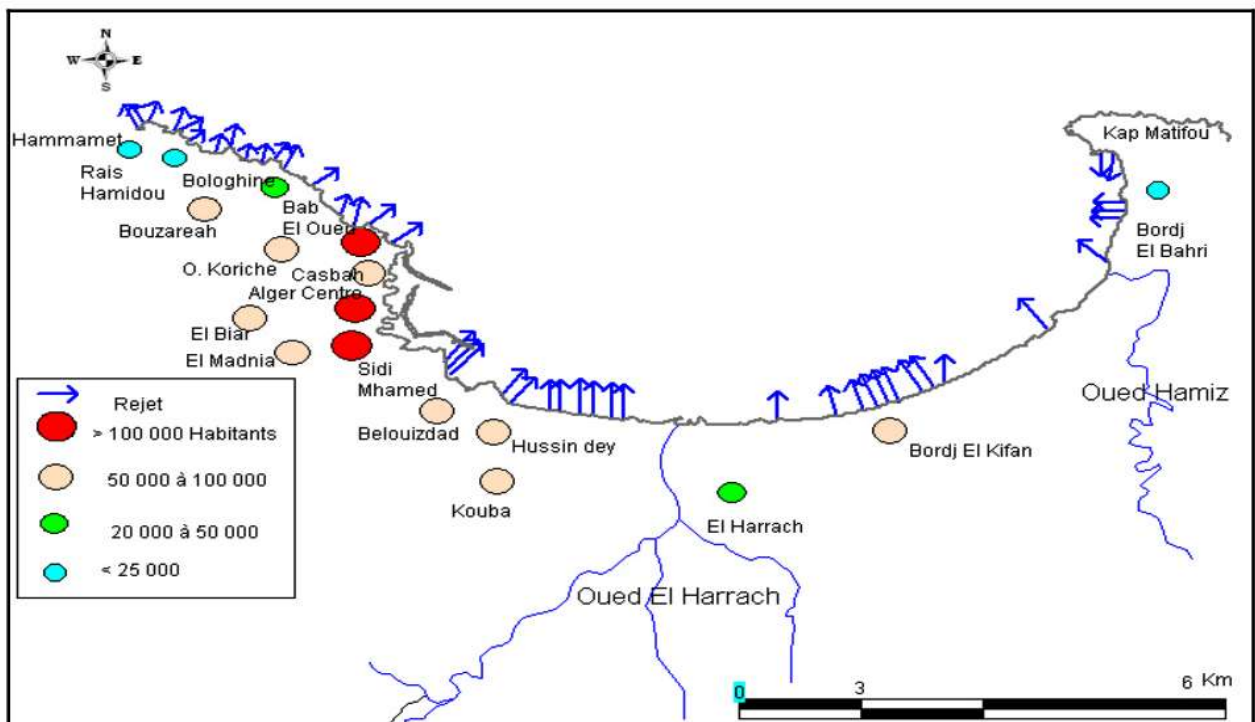 N
W E
S
Hammamet
Rais
Hamidou
Bologhine
Bouzareah
Bab
El Oued
O. Koriche
Casbah
Alger Centre
El Biar
El Madnia
Sidi
Mhamed
Belouizdad
Hussin dey
Kouba
El Harrach
Bordj El Kifan
Kap Matifou
Bordj
El Bahri
Oued Hamiz
Oued El Harrach
Rejet
> 100 000 Habitants
50 000 à 100 000
20 000 à 50 000
< 25 000
0 3 6 Km